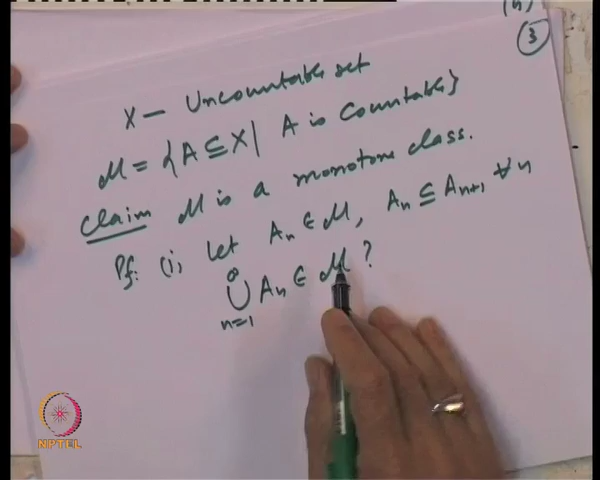 (n)
3
X — Uncountable set
M = {A ⊆ X | A is countable}
Claim M is a monotone class.
Pf: (i) Let Aₙ ∈ M, Aₙ ⊆ Aₙ₊₁ ∀ n
∞
∪ Aₙ ∈ M ?
n=1
NPTEL